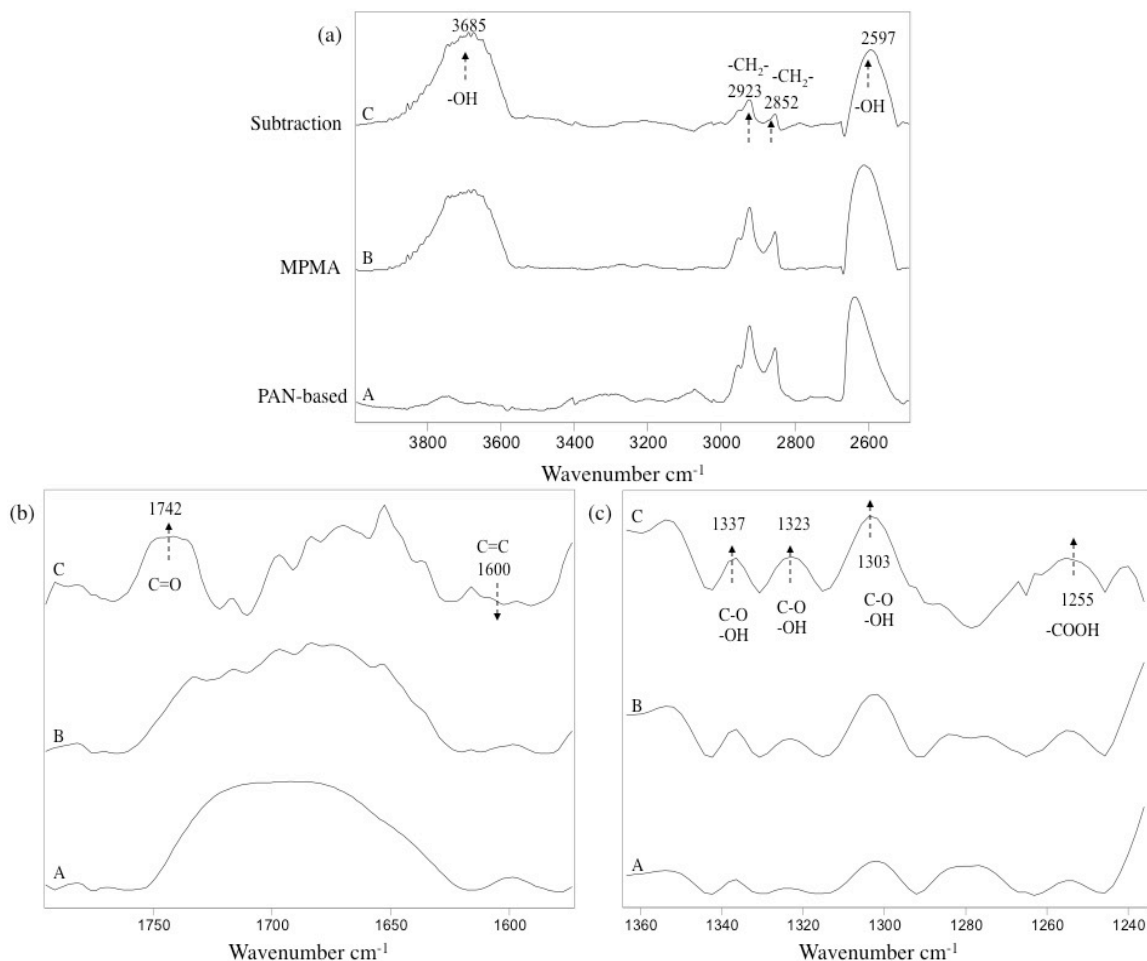 (a)
3685
-OH
-CH2-
2923
-CH2-
2852
2597
-OH
C
Subtraction
B
MPMA
A
PAN-based
3800 3600 3400 3200 3000 2800 2600
Wavenumber cm-1
(b)
1742
C=O
C=C
1600
C
B
A
1750 1700 1650 1600
Wavenumber cm-1
(c)
C
1337
C-O
-OH
1323
C-O
-OH
1303
C-O
-OH
1255
-COOH
B
A
1360 1340 1320 1300 1280 1260 1240
Wavenumber cm-1